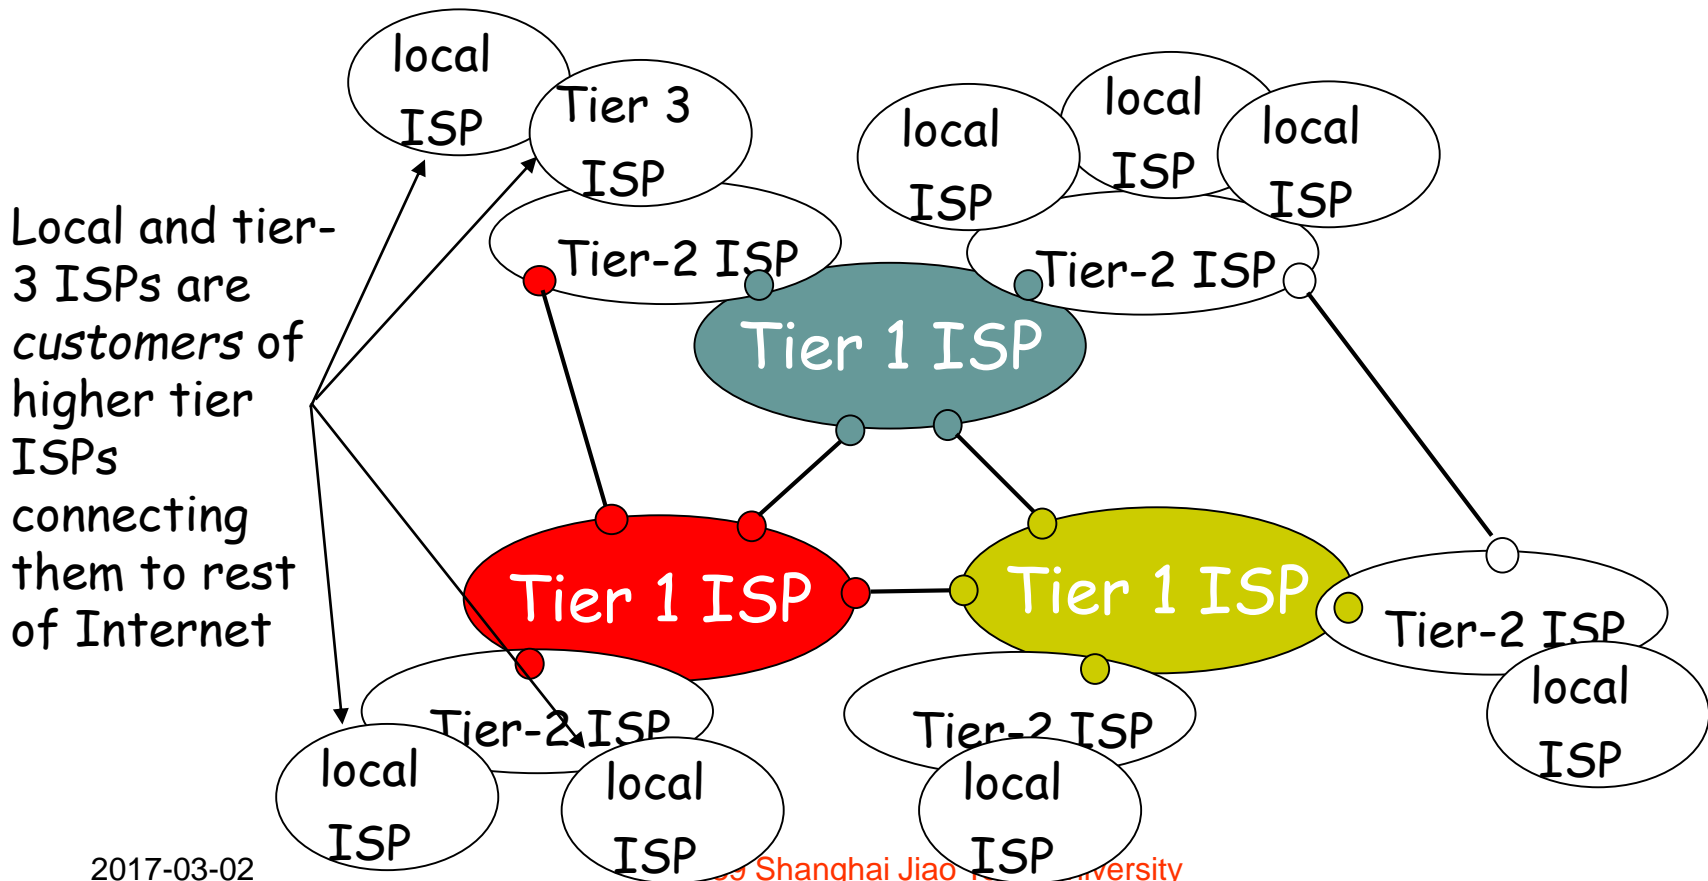 local
ISP
Tier 3
ISP
local
ISP
local
ISP
local
ISP
Local and tier-
3 ISPs are
customers of
higher tier
ISPs
connecting
them to rest
of Internet
Tier-2 ISP
Tier-2 ISP
Tier 1 ISP
Tier 1 ISP
Tier 1 ISP
Tier-2 ISP
local
ISP
Tier-2 ISP
Tier-2 ISP
local
ISP
local
ISP
local
ISP
2017-03-02
Shanghai Jiao